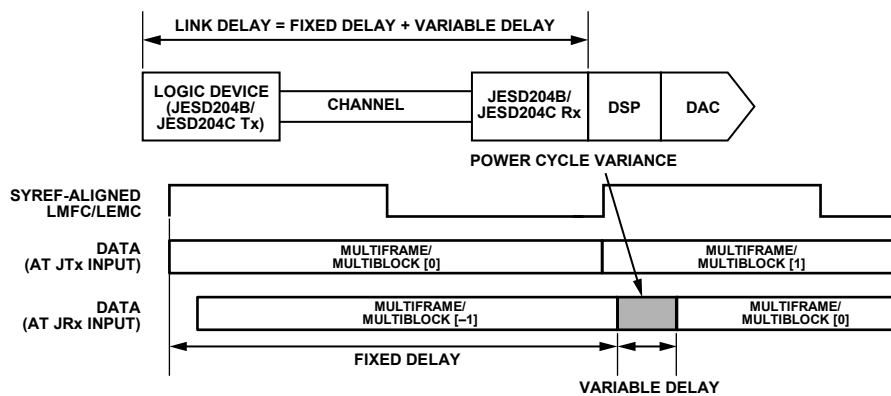 LINK DELAY = FIXED DELAY + VARIABLE DELAY
LOGIC DEVICE
(JESD204B/
JESD204C Tx)
CHANNEL
JESD204B/
JESD204C Rx
DSP
DAC
POWER CYCLE VARIANCE
SYREF-ALIGNED
LMFC/LEMC
DATA
(AT JTx INPUT)
MULTIFRAME/
MULTIBLOCK [0]
MULTIFRAME/
MULTIBLOCK [1]
DATA
(AT JRx INPUT)
MULTIFRAME/
MULTIBLOCK [–1]
MULTIFRAME/
MULTIBLOCK [0]
FIXED DELAY
VARIABLE DELAY